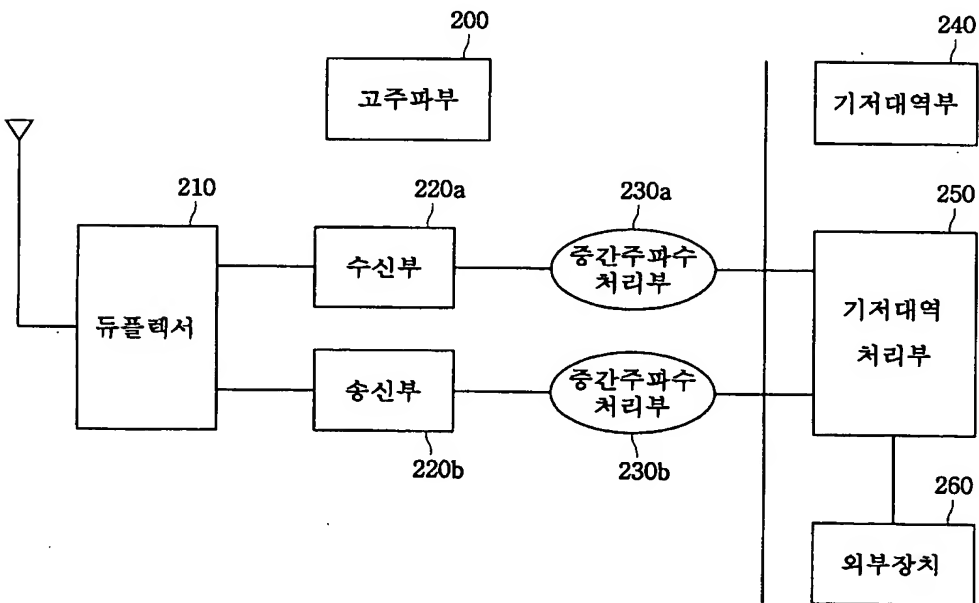 200
고주파부
240
기저대역부
210
듀플렉서
220a
수신부
230a
중간주파수
처리부
250
기저대역
처리부
송신부
220b
중간주파수
처리부
230b
260
외부장치